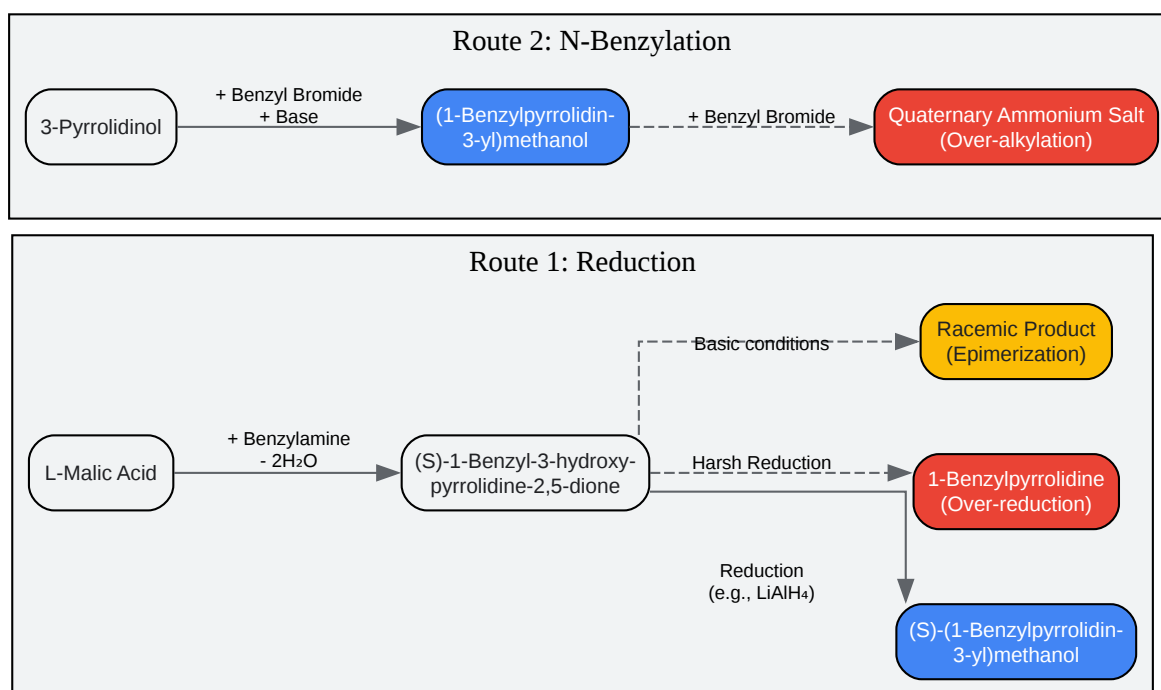 Route 2: N-Benzylation
3-Pyrrolidinol
+ Benzyl Bromide
+ Base
(1-Benzylpyrrolidin-
3-yl)methanol
+ Benzyl Bromide
Quaternary Ammonium Salt
(Over-alkylation)
Route 1: Reduction
Racemic Product
(Epimerization)
Basic conditions
L-Malic Acid
+ Benzylamine
- 2H₂O
(S)-1-Benzyl-3-hydroxy-
pyrrolidine-2,5-dione
Harsh Reduction
1-Benzylpyrrolidine
(Over-reduction)
Reduction
(e.g., LiAlH₄)
(S)-(1-Benzylpyrrolidin-
3-yl)methanol